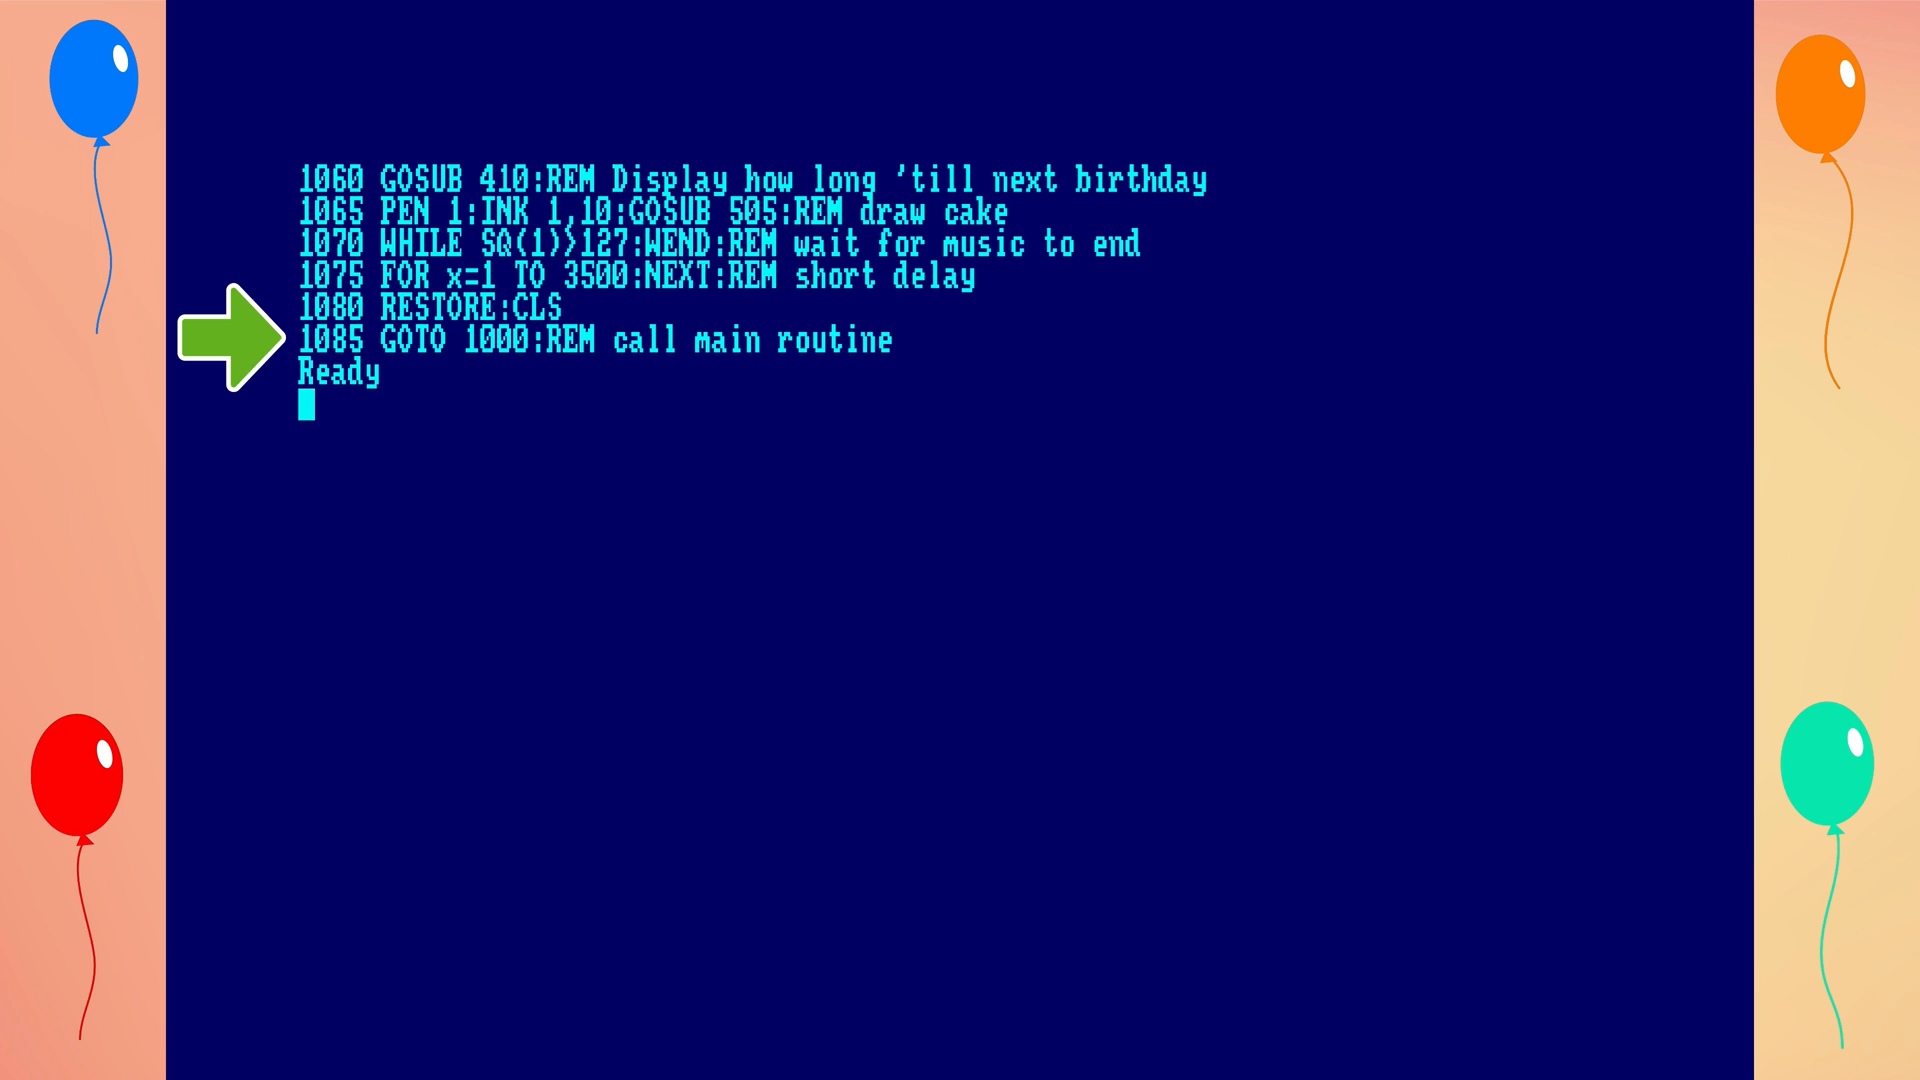 1060 GOSUB 410:REM Display how long 'till next birthday
1065 PEN 1:INK 1,10:GOSUB 505:REM draw cake
1070 WHILE SQ(1)>127:WEND:REM wait for music to end
1075 FOR x=1 TO 3500:NEXT:REM short delay
1080 RESTORE:CLS
1085 GOTO 1000:REM call main routine
Ready